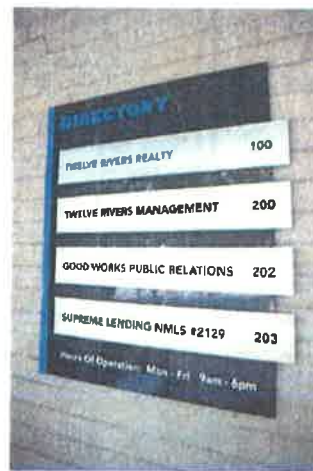 DIRECTORY
TWELVE RIVERS REALTY 100
TWELVE RIVERS MANAGEMENT 200
GOOD WORKS PUBLIC RELATIONS 202
SUPREME LENDING NMLS #2129 203
Hours Of Operation: Mon - Fri 9am - 6pm